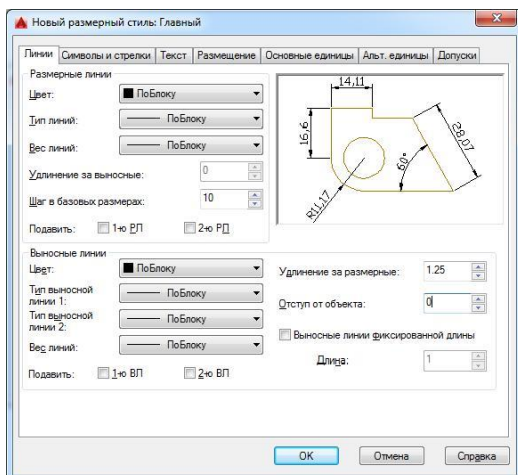 Новый размерный стиль: Главный
Линии Символы и стрелки Текст Размещение Основные единицы Альт. единицы Допуски
Размерные линии
Цвет: ПоБлоку
Тип линий: ПоБлоку
Вес линий: ПоБлоку
Удлинение за выносные: 0
Шаг в базовых размерах: 10
Подавить: 1-ю РЛ 2-ю РЛ
14,11
16,6
28,07
60°
R11,17
Выносные линии
Цвет: ПоБлоку
Тип выносной линии 1: ПоБлоку
Тип выносной линии 2: ПоБлоку
Вес линий: ПоБлоку
Подавить: 1-ю ВЛ 2-ю ВЛ
Удлинение за размерные: 1.25
Отступ от объекта: 0
Выносные линии фиксированной длины
Длина: 1
ОК Отмена Справка